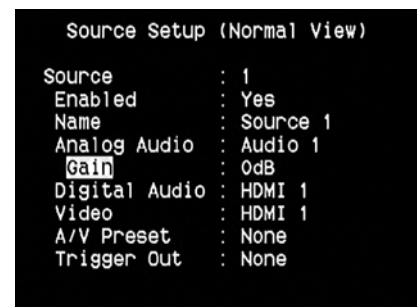 Source Setup (Normal View)
Source : 1
Enabled : Yes
Name : Source 1
Analog Audio : Audio 1
Gain : 0dB
Digital Audio : HDMI 1
Video : HDMI 1
A/V Preset : None
Trigger Out : None